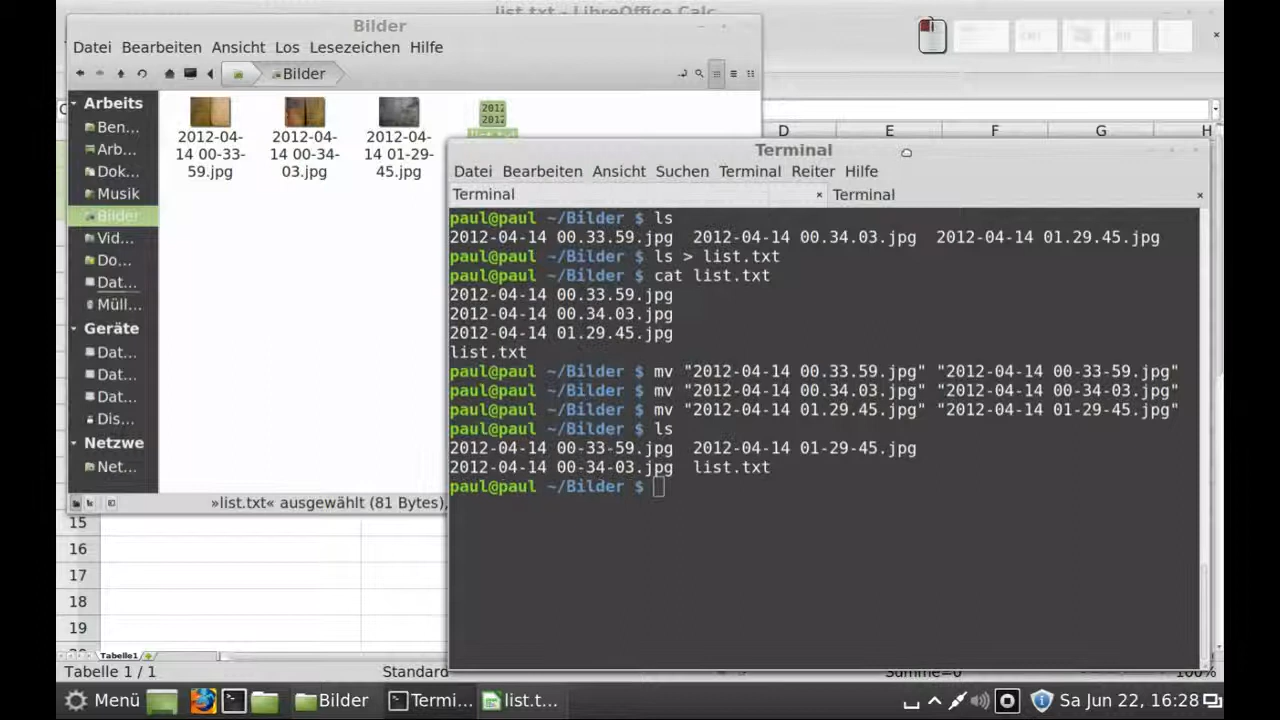 list.txt - LibreOffice Calc
Bilder
Datei Bearbeiten Ansicht Los Lesezeichen Hilfe
Bilder
Arbeits
Ben...
Arb...
Dok...
Musik
Bilder
Vid...
Do...
Dat...
Müll...
Geräte
Dat...
Dat...
Dat...
Dis...
Netzwe
Net...
2012-04-
14 00-33-
59.jpg
2012-04-
14 00-34-
03.jpg
2012-04-
14 01-29-
45.jpg
2012
2012
list.txt
»list.txt« ausgewählt (81 Bytes),
D E F G H
Terminal
Datei Bearbeiten Ansicht Suchen Terminal Reiter Hilfe
Terminal × Terminal ×
paul@paul ~/Bilder $ ls
2012-04-14 00.33.59.jpg 2012-04-14 00.34.03.jpg 2012-04-14 01.29.45.jpg
paul@paul ~/Bilder $ ls > list.txt
paul@paul ~/Bilder $ cat list.txt
2012-04-14 00.33.59.jpg
2012-04-14 00.34.03.jpg
2012-04-14 01.29.45.jpg
list.txt
paul@paul ~/Bilder $ mv "2012-04-14 00.33.59.jpg" "2012-04-14 00-33-59.jpg"
paul@paul ~/Bilder $ mv "2012-04-14 00.34.03.jpg" "2012-04-14 00-34-03.jpg"
paul@paul ~/Bilder $ mv "2012-04-14 01.29.45.jpg" "2012-04-14 01-29-45.jpg"
paul@paul ~/Bilder $ ls
2012-04-14 00-33-59.jpg 2012-04-14 01-29-45.jpg
2012-04-14 00-34-03.jpg list.txt
paul@paul ~/Bilder $
15
16
17
18
19
Tabelle1
Tabelle 1 / 1 Standard Summe=0 100%
Menü Bilder Termi... list.t... Sa Jun 22, 16:28